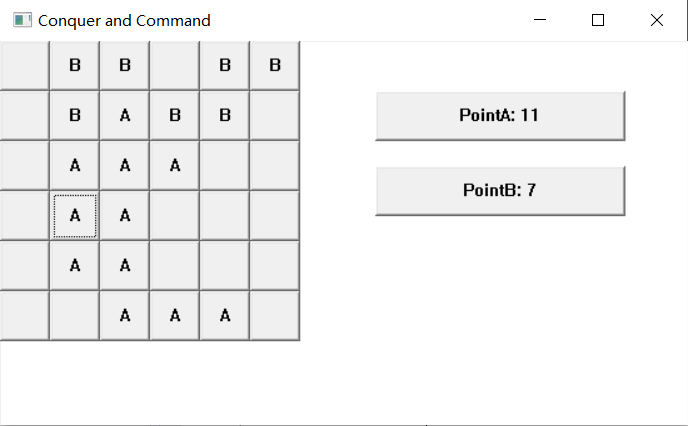 Conquer and Command
B B B B
B A B B
PointA: 11
A A A
PointB: 7
A A
A A
A A A